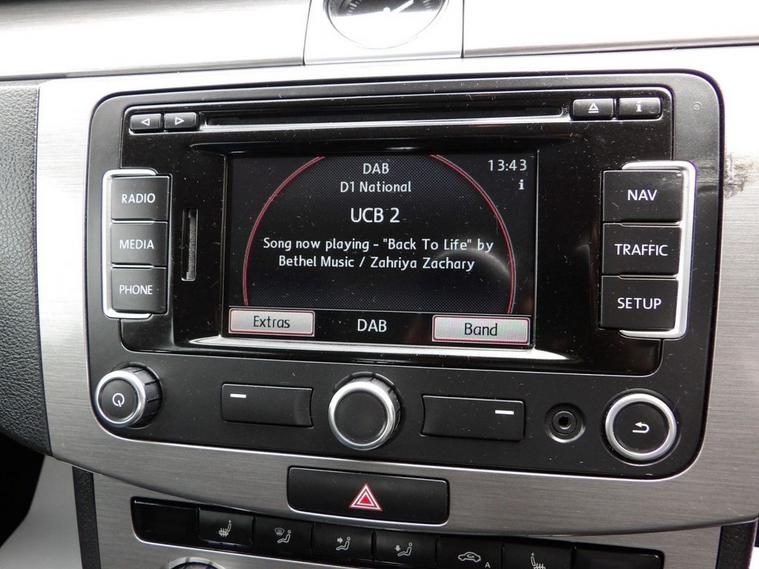 i
DAB
13:43
D1 National
i
UCB 2
Song now playing - "Back To Life" by
Bethel Music / Zahriya Zachary
Extras
DAB
Band
RADIO
MEDIA
PHONE
NAV
TRAFFIC
SETUP
A